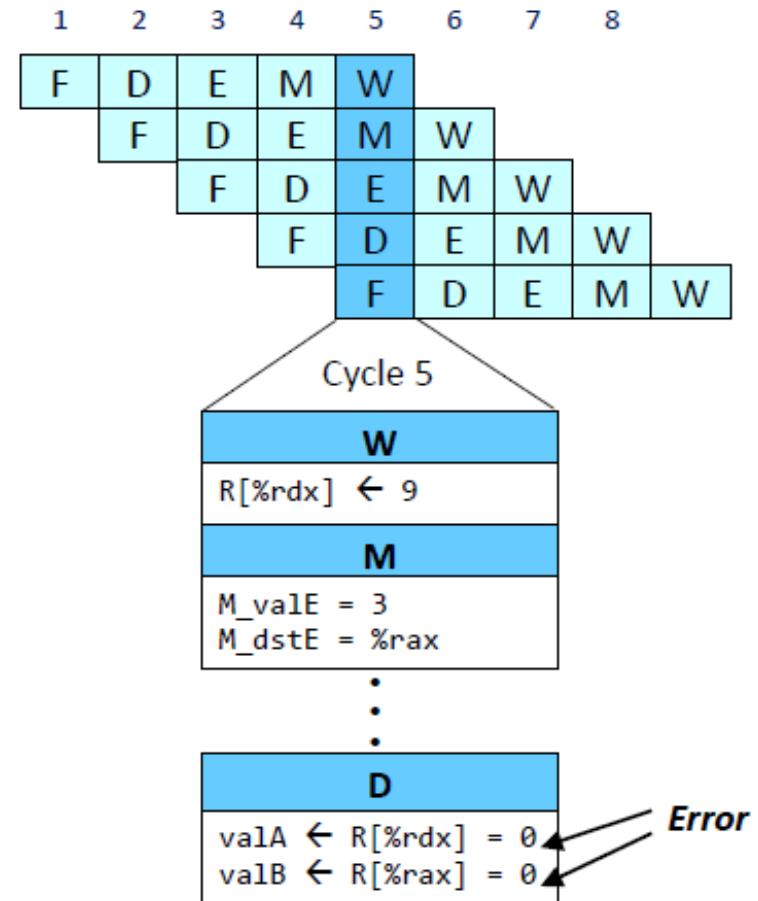 1 2 3 4 5 6 7 8
F D E M W
F D E M W
F D E M W
F D E M W
F D E M W
Cycle 5
W
R[%rdx] ← 9
M
M_valE = 3
M_dstE = %rax
D
valA ← R[%rdx] = 0
Error
valB ← R[%rax] = 0